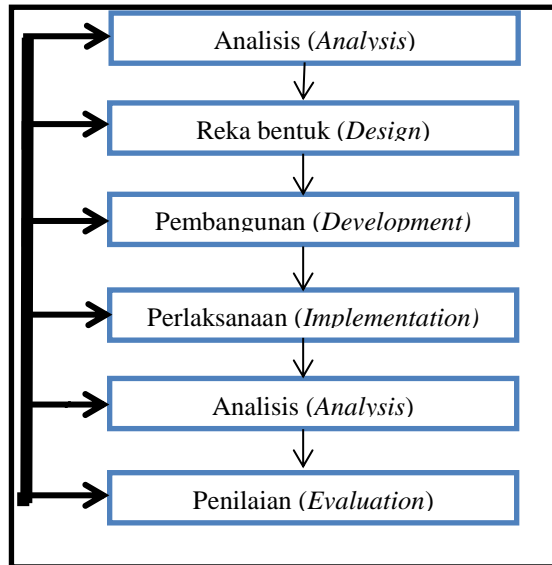 Analisis (Analysis)
Reka bentuk (Design)
Pembangunan (Development)
Perlaksanaan (Implementation)
Analisis (Analysis)
Penilaian (Evaluation)